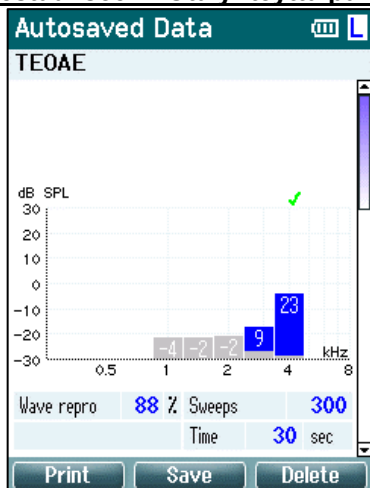 Autosaved Data L
TEOAE
dB SPL
30
20
10
0
-10
-20
-30
-4 -2 -2 9 23
kHz
0.5 1 2 4 8
Wave repro 88 % Sweeps 300
Time 30 sec
Print Save Delete